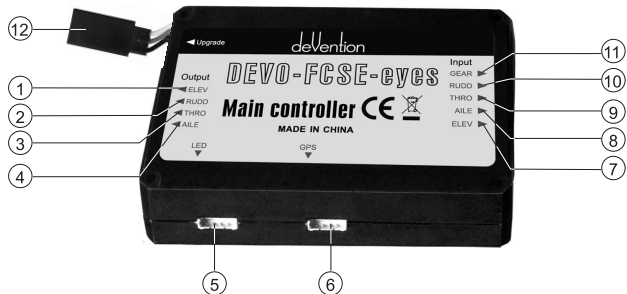 12
◄Upgrade
deVention
DEVO-FCSE-eyes
Main controller CE
MADE IN CHINA
Output
◄ELEV
◄RUDD
◄THRO
◄AILE
Input
GEAR ►
RUDD ►
THRO ►
AILE ►
ELEV ►
LED
▼
GPS
▼
1
2
3
4
5
6
7
8
9
10
11